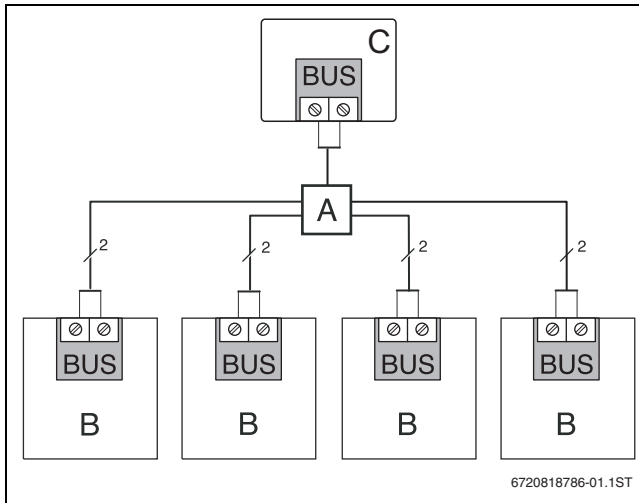 C
BUS
A
2 2 2 2
BUS BUS BUS BUS
B B B B
6720818786-01.1ST